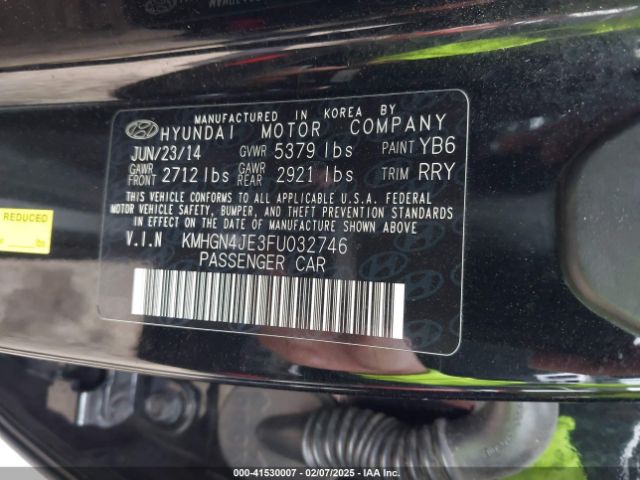 MANUFACTURED IN KOREA BY
HYUNDAI MOTOR COMPANY
JUN/23/14 GVWR 5379 lbs PAINT YB6
GAWR FRONT 2712 lbs GAWR REAR 2921 lbs TRIM RRY
THIS VEHICLE CONFORMS TO ALL APPLICABLE U.S.A. FEDERAL
MOTOR VEHICLE SAFETY, BUMPER, AND THEFT PREVENTION STANDARDS
IN EFFECT ON THE DATE OF MANUFACTURE SHOWN ABOVE
V.I.N KMHGN4JE3FU032746
PASSENGER CAR
REDUCED
000-41530007 - 02/07/2025 - IAA Inc.